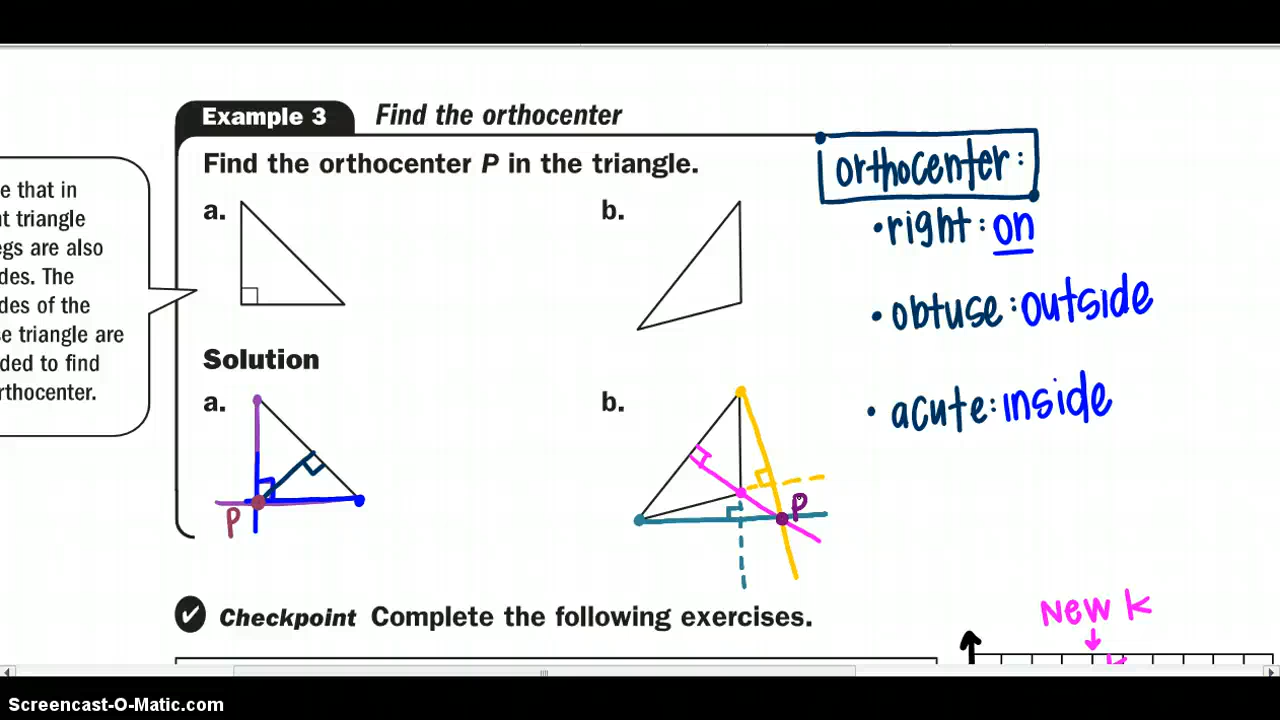 Example 3 Find the orthocenter
Find the orthocenter P in the triangle.
a.
b.
orthocenter:
• right: on
• obtuse: outside
• acute: inside
e that in
t triangle
egs are also
des. The
des of the
se triangle are
ded to find
rthocenter.
Solution
a.
P
b.
P
✓ Checkpoint Complete the following exercises.
New k
k
Screencast-O-Matic.com